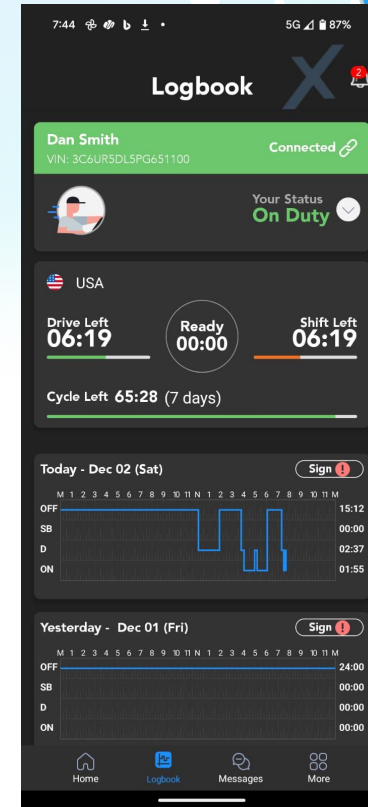 7:44 5G 87%
Logbook
2
Dan Smith
VIN: 3C6UR5DL5PG651100
Connected
Your Status
On Duty
USA
Drive Left
06:19
Ready
00:00
Shift Left
06:19
Cycle Left 65:28 (7 days)
Today - Dec 02 (Sat)
Sign !
M 1 2 3 4 5 6 7 8 9 10 11 N 1 2 3 4 5 6 7 8 9 10 11 M
OFF 15:12
SB 00:00
D 02:37
ON 01:55
Yesterday - Dec 01 (Fri)
Sign !
M 1 2 3 4 5 6 7 8 9 10 11 N 1 2 3 4 5 6 7 8 9 10 11 M
OFF 24:00
SB 00:00
D 00:00
ON 00:00
Home Logbook Messages More